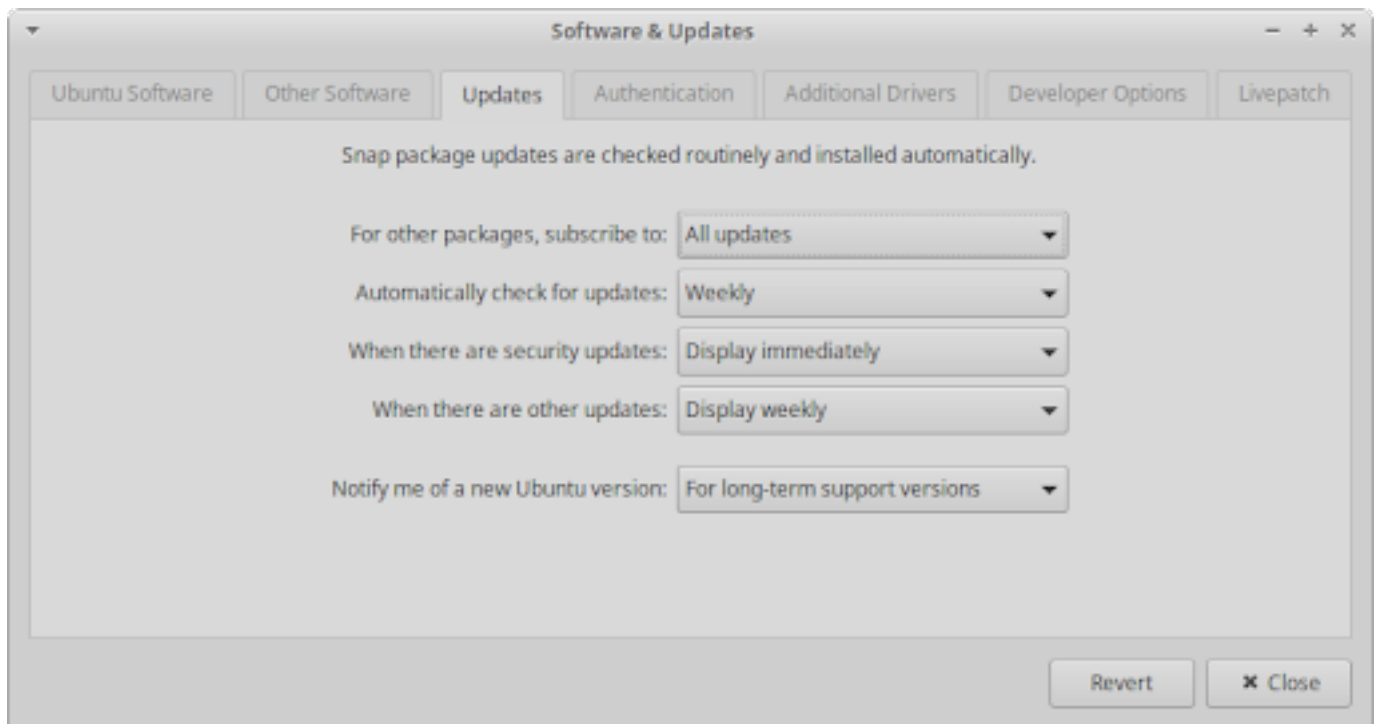 Software & Updates
Ubuntu Software Other Software Updates Authentication Additional Drivers Developer Options Livepatch
Snap package updates are checked routinely and installed automatically.
For other packages, subscribe to: All updates
Automatically check for updates: Weekly
When there are security updates: Display immediately
When there are other updates: Display weekly
Notify me of a new Ubuntu version: For long-term support versions
Revert Close